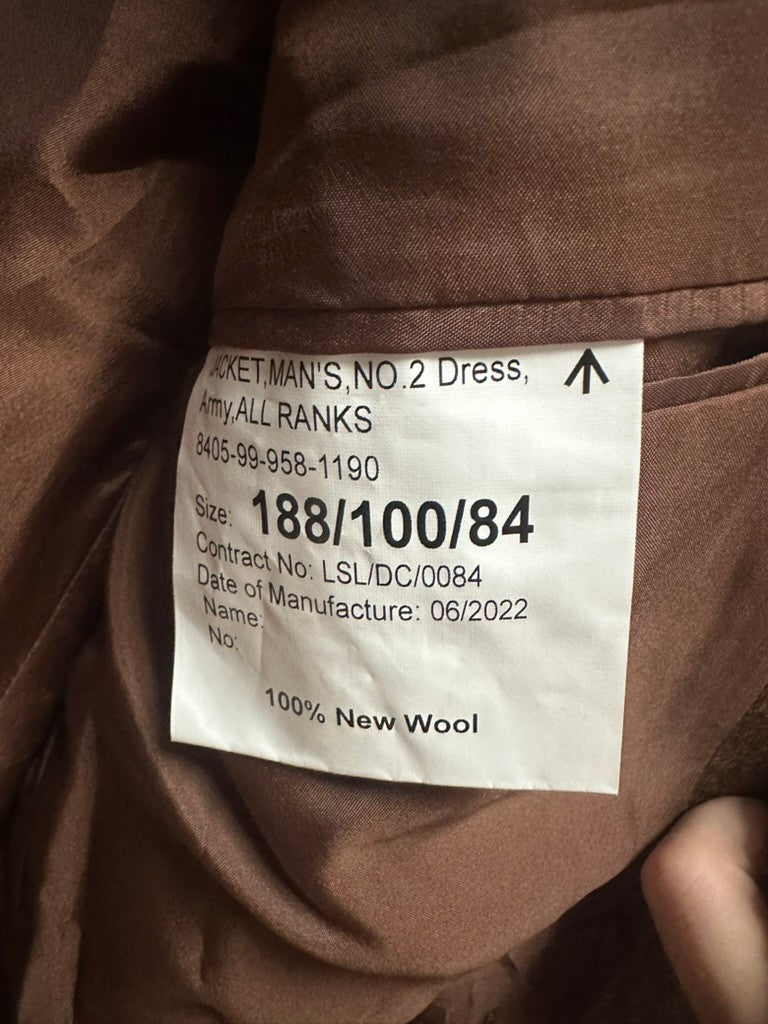 JACKET,MAN'S,NO.2 Dress,
Army,ALL RANKS
8405-99-958-1190
Size: 188/100/84
Contract No: LSL/DC/0084
Date of Manufacture: 06/2022
Name:
No:
100% New Wool